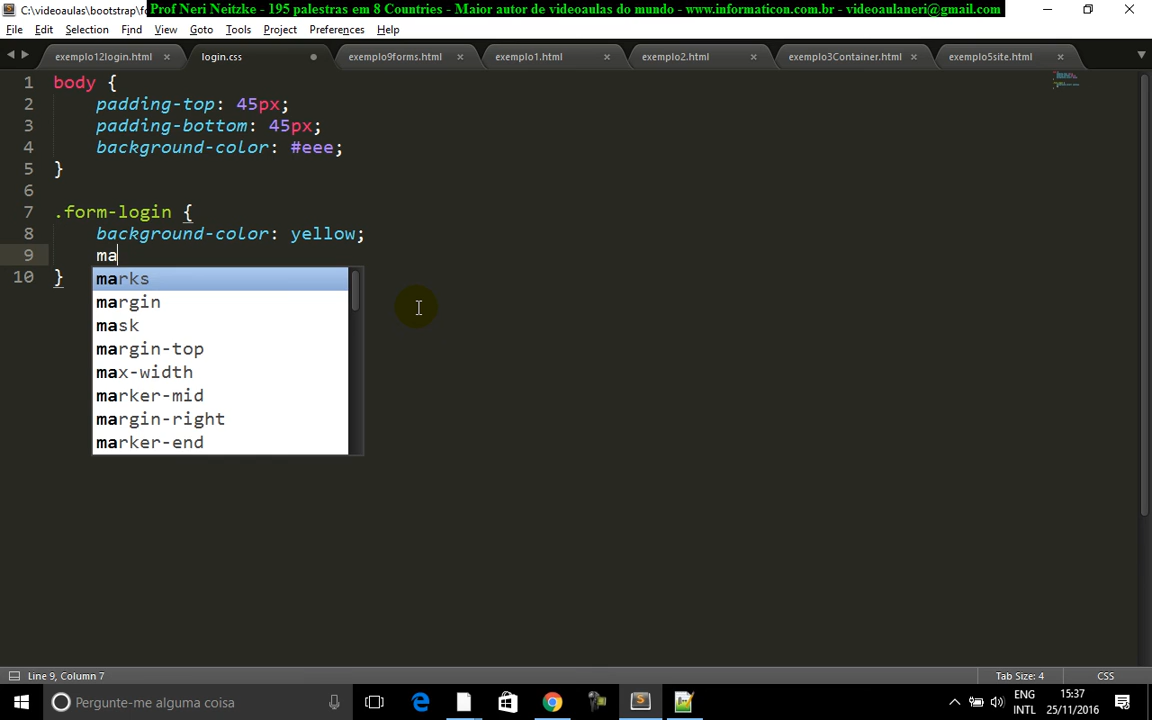 C:\videoaulas\bootstrap\fo
Prof Neri Neitzke - 195 palestras em 8 Countries - Maior autor de videoaulas do mundo - www.informaticon.com.br - videoaulaneri@gmail.com
File Edit Selection Find View Goto Tools Project Preferences Help
exemplo12login.html × login.css exemplo9forms.html × exemplo1.html × exemplo2.html × exemplo3Container.html × exemplo5site.html ×
1 body {
2 padding-top: 45px;
3 padding-bottom: 45px;
4 background-color: #eee;
5 }
6
7 .form-login {
8 background-color: yellow;
9 ma
10 }
marks
margin
mask
margin-top
max-width
marker-mid
margin-right
marker-end
Line 9, Column 7 Tab Size: 4 CSS
Pergunte-me alguma coisa
ENG 15:37
INTL 25/11/2016